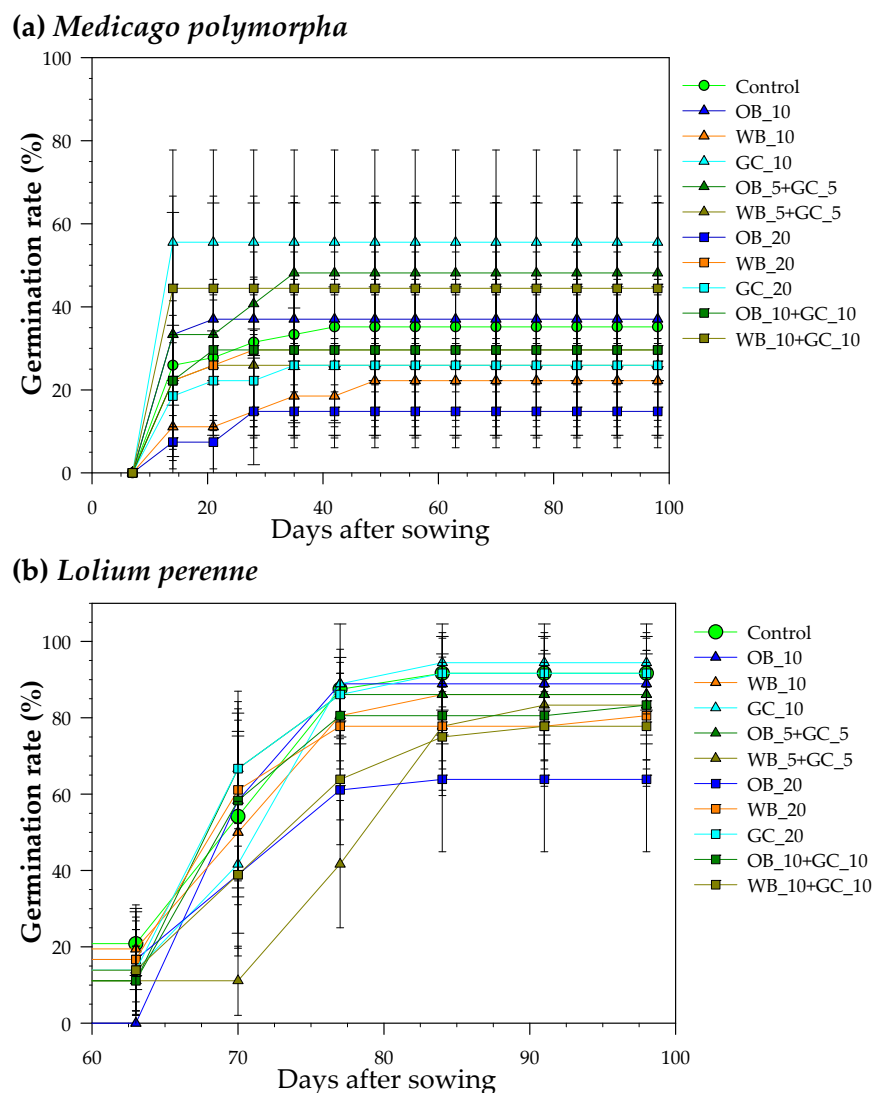 (a) Medicago polymorpha
100
80
60
40
20
0
Germination rate (%)
0 20 40 60 80 100
Days after sowing
Control
OB_10
WB_10
GC_10
OB_5+GC_5
WB_5+GC_5
OB_20
WB_20
GC_20
OB_10+GC_10
WB_10+GC_10
(b) Lolium perenne
100
80
60
40
20
0
Germination rate (%)
60 70 80 90 100
Days after sowing
Control
OB_10
WB_10
GC_10
OB_5+GC_5
WB_5+GC_5
OB_20
WB_20
GC_20
OB_10+GC_10
WB_10+GC_10